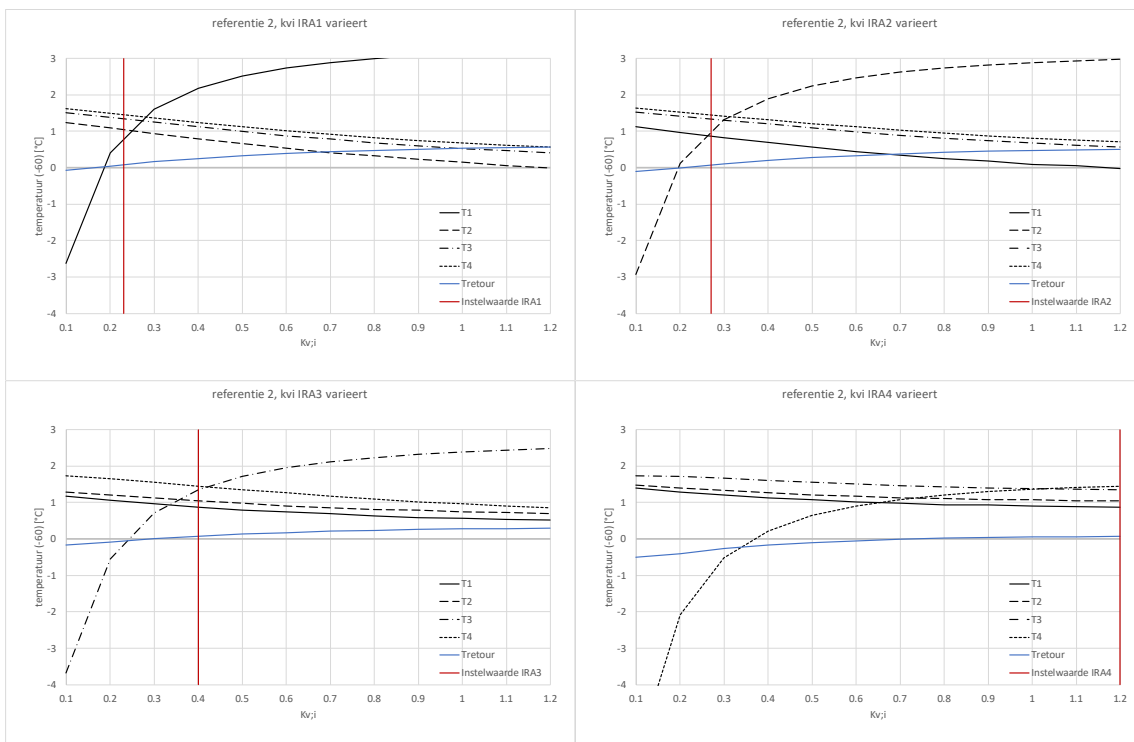 referentie 2, kvi IRA1 varieert
temperatuur (-60) [°C]
3
2
1
0
-1
-2
-3
-4
T1
T2
T3
T4
Tretour
Instelwaarde IRA1
0.1 0.2 0.3 0.4 0.5 0.6 0.7 0.8 0.9 1 1.1 1.2
Kv;i
referentie 2, kvi IRA2 varieert
temperatuur (-60) [°C]
3
2
1
0
-1
-2
-3
-4
T1
T2
T3
T4
Tretour
Instelwaarde IRA2
0.1 0.2 0.3 0.4 0.5 0.6 0.7 0.8 0.9 1 1.1 1.2
Kv;i
referentie 2, kvi IRA3 varieert
temperatuur (-60) [°C]
3
2
1
0
-1
-2
-3
-4
T1
T2
T3
T4
Tretour
Instelwaarde IRA3
0.1 0.2 0.3 0.4 0.5 0.6 0.7 0.8 0.9 1 1.1 1.2
Kv;i
referentie 2, kvi IRA4 varieert
temperatuur (-60) [°C]
3
2
1
0
-1
-2
-3
-4
T1
T2
T3
T4
Tretour
Instelwaarde IRA4
0.1 0.2 0.3 0.4 0.5 0.6 0.7 0.8 0.9 1 1.1 1.2
Kv;i